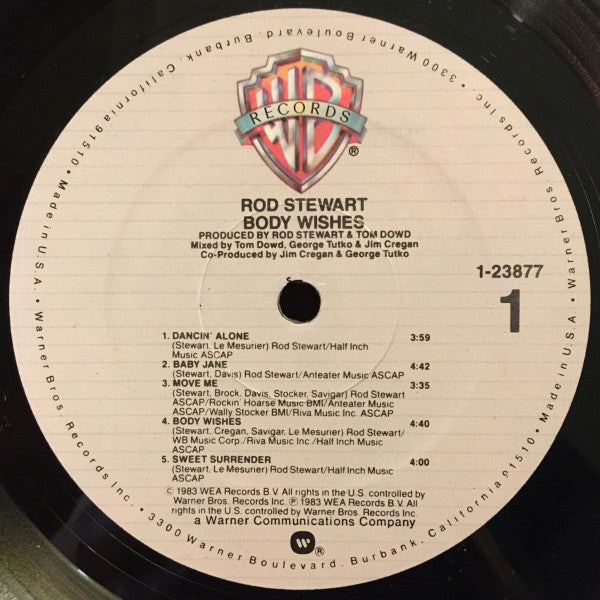 3300 Warner Boulevard, Burbank, California 91510 • Made in U.S.A. • Warner Bros. Records Inc. • 3300 Warner Boulevard, Burbank, California 91510 • Made in U.S.A. • Warner Bros Records Inc. •
WB
RECORDS
®
ROD STEWART
BODY WISHES
PRODUCED BY ROD STEWART & TOM DOWD
Mixed by Tom Dowd, George Tutko & Jim Cregan
Co-Produced by Jim Cregan & George Tutko
1-23877
1
1. DANCIN' ALONE 3:59
(Stewart, Le Mesurier) Rod Stewart/Half Inch
Music ASCAP
2. BABY JANE 4:42
(Stewart, Davis) Rod Stewart/Anteater Music ASCAP
3. MOVE ME 3:35
(Stewart, Brock, Davis, Stocker, Savigar) Rod Stewart
ASCAP/Rockin' Hoarse Music BMI/Anteater Music
ASCAP/Wally Stocker BMI/Riva Music Inc. ASCAP
4. BODY WISHES 4:40
(Stewart, Cregan, Savigar, Le Mesurier) Rod Stewart/
WB Music Corp./Riva Music Inc./Half Inch Music ASCAP
5. SWEET SURRENDER 4:00
(Stewart, Le Mesurier) Rod Stewart/Half Inch Music
ASCAP
© 1983 WEA Records B.V. All rights in the U.S. controlled by
Warner Bros. Records Inc. ℗ 1983 WEA Records B.V. All
rights in the U.S. controlled by Warner Bros. Records Inc.
a Warner Communications Company
®